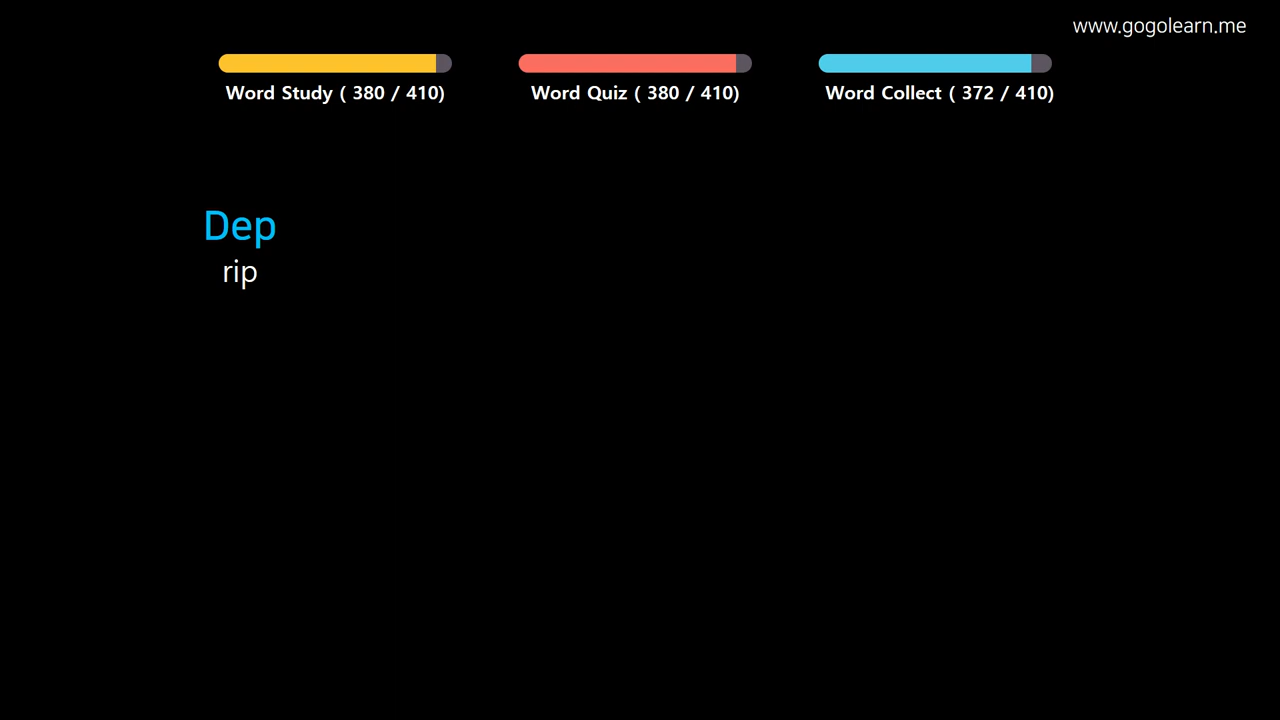 www.gogolearn.me
Word Study ( 380 / 410)
Word Quiz ( 380 / 410)
Word Collect ( 372 / 410)
Dep
rip